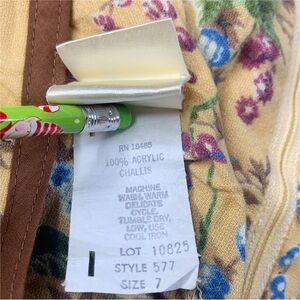 RN 16485
100% ACRYLIC
CHALLIS
MACHINE
WASH, WARM
DELICATE
CYCLE,
TUMBLE DRY,
LOW, USE
COOL IRON
LOT 10825
STYLE 577
SIZE 7